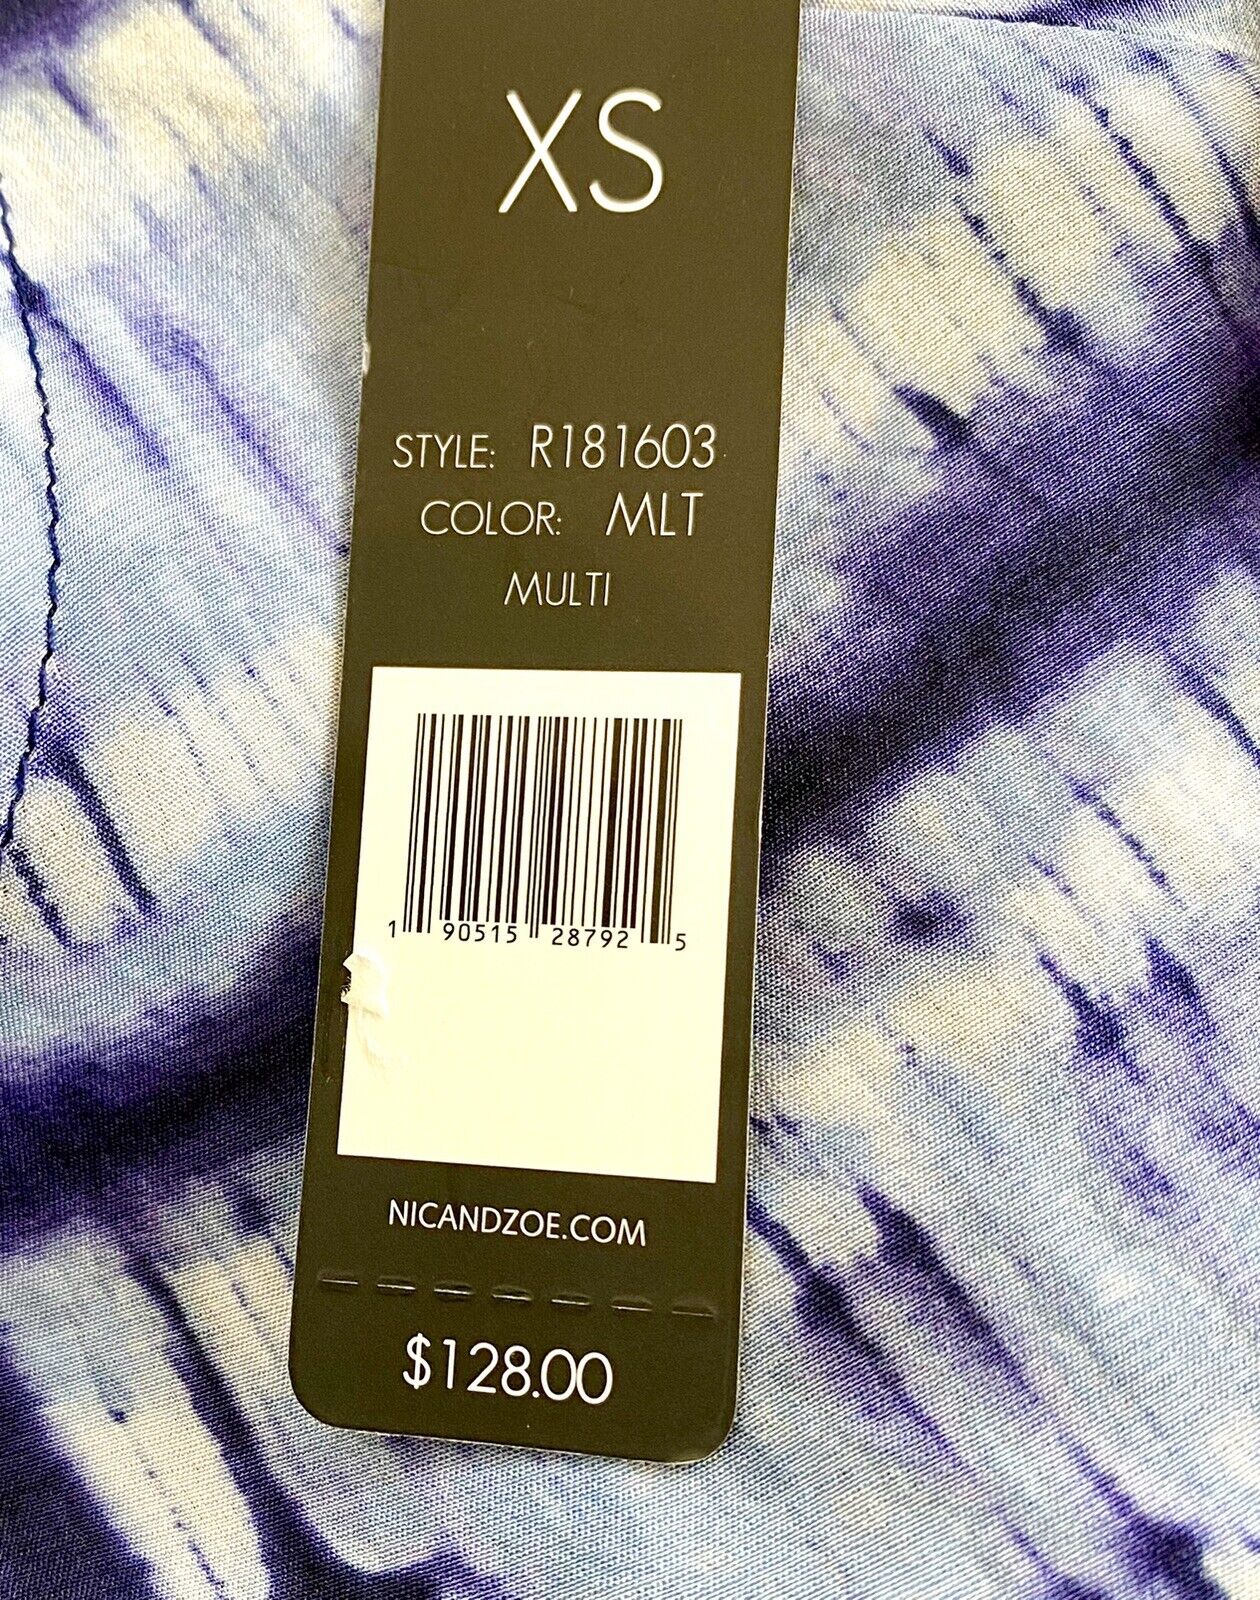 XS
STYLE: R181603
COLOR: MLT
MULTI
1 90515 28792 5
NICANDZOE.COM
$128.00